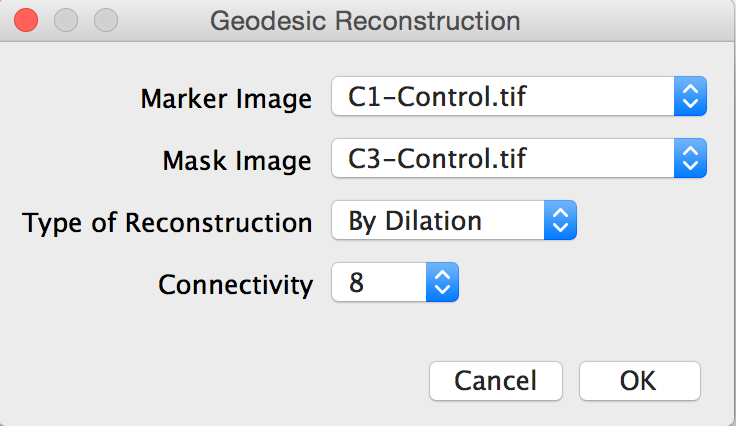 Geodesic Reconstruction
Marker Image C1-Control.tif
Mask Image C3-Control.tif
Type of Reconstruction By Dilation
Connectivity 8
Cancel OK